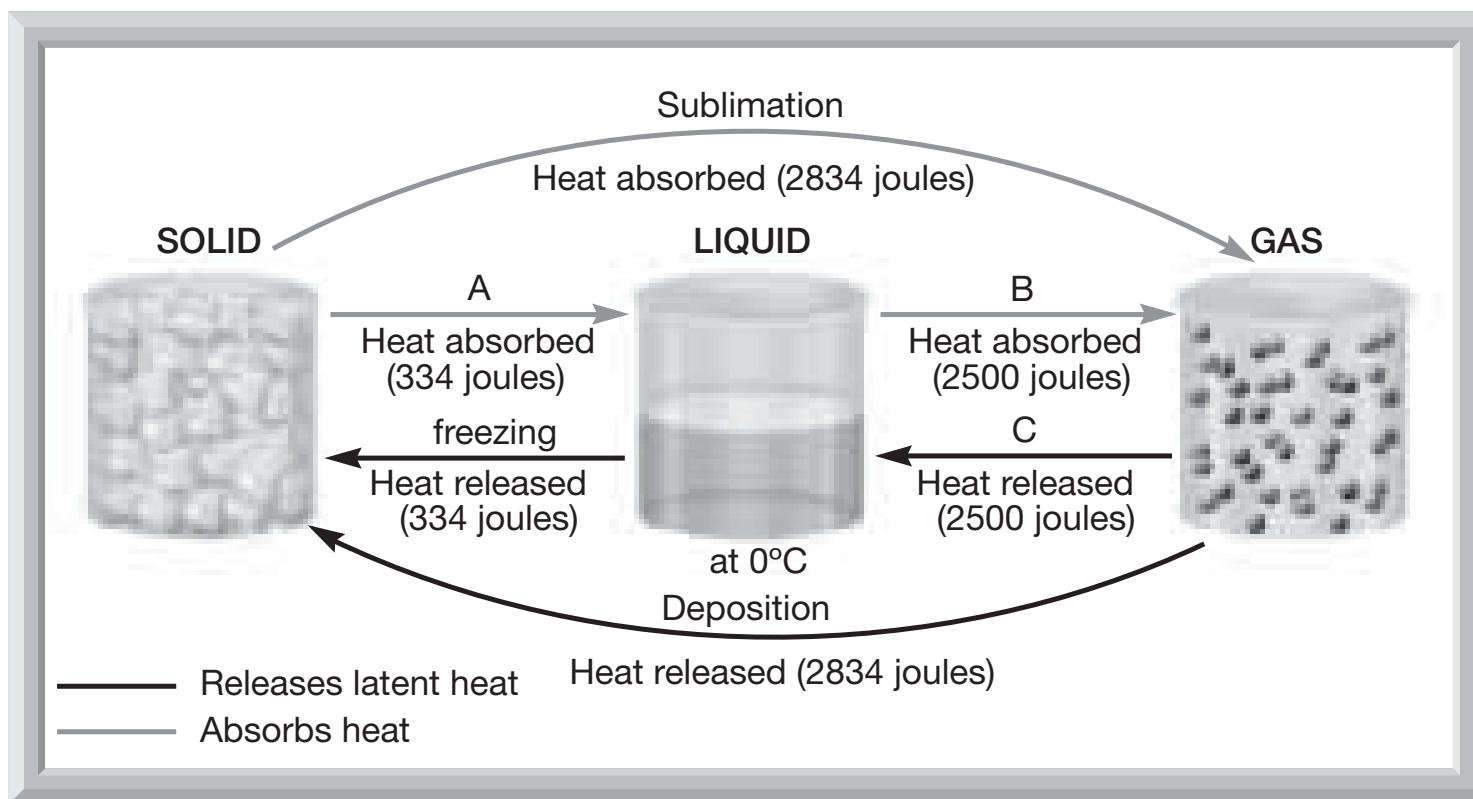 Sublimation
Heat absorbed (2834 joules)
SOLID
LIQUID
GAS
A
Heat absorbed
(334 joules)
B
Heat absorbed
(2500 joules)
freezing
Heat released
(334 joules)
C
Heat released
(2500 joules)
at 0ºC
Deposition
Heat released (2834 joules)
Releases latent heat
Absorbs heat